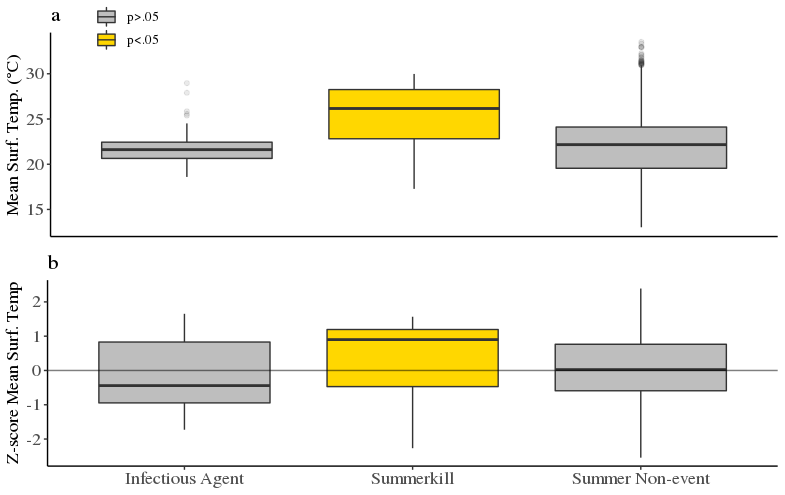 a
p>.05
p<.05
Mean Surf. Temp. (°C)
30
25
20
15
b
Z-score Mean Surf. Temp
2
1
0
-1
-2
Infectious Agent
Summerkill
Summer Non-event